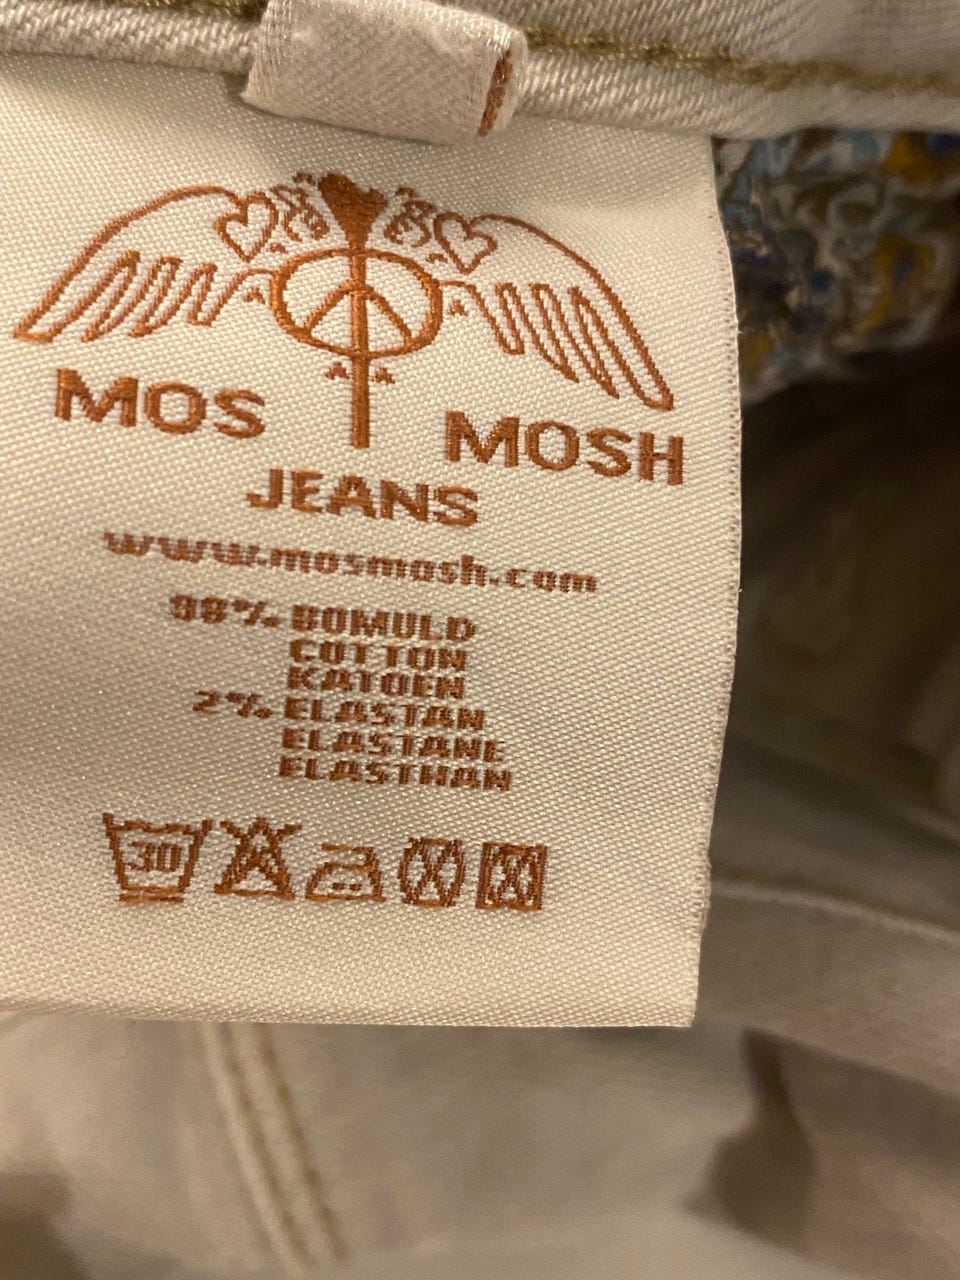 MOS MOSH
JEANS
www.mosmosh.com
98% BOMULD
COTTON
KATOEN
2% ELASTAN
ELASTANE
ELASTHAN
30